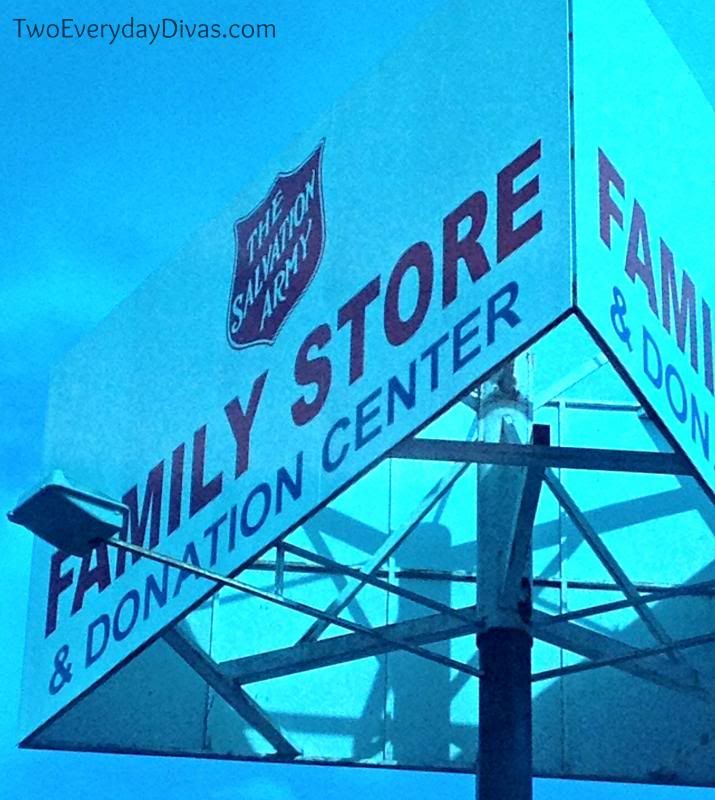 TwoEverydayDivas.com
THE
SALVATION
ARMY
FAMILY STORE
& DONATION CENTER
FAMI
& DON